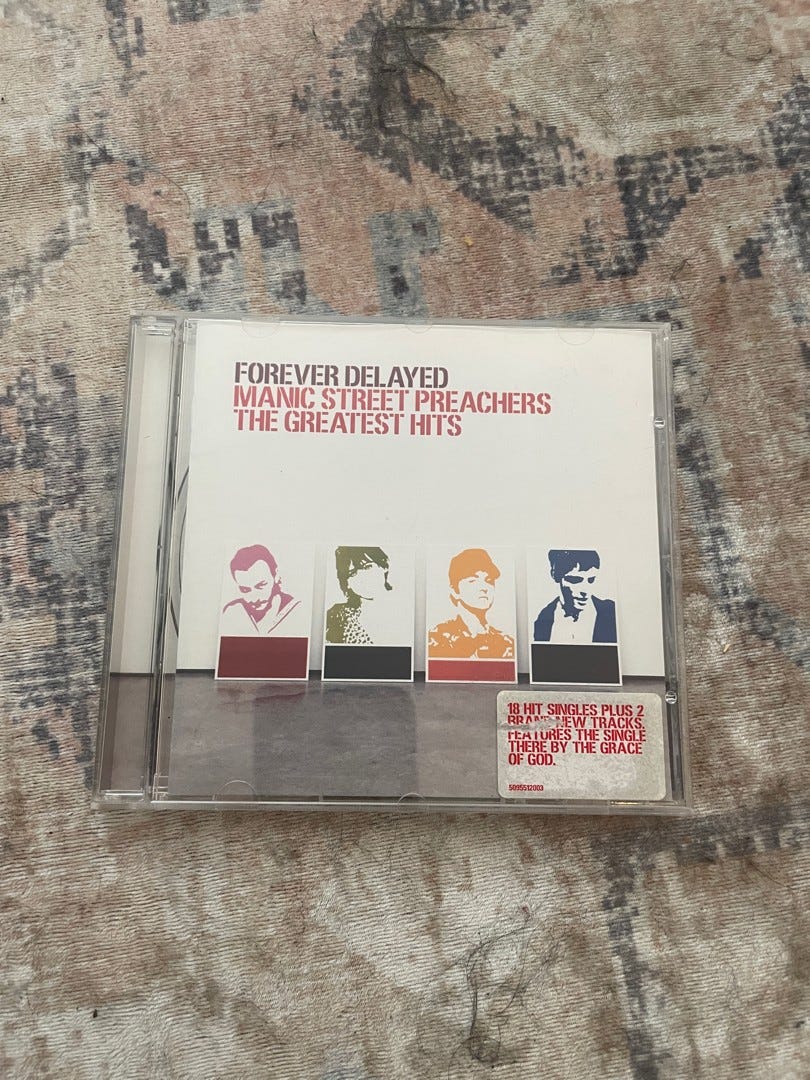 FOREVER DELAYED
MANIC STREET PREACHERS
THE GREATEST HITS
18 HIT SINGLES PLUS 2
BRAND NEW TRACKS.
FEATURES THE SINGLE
THERE BY THE GRACE
OF GOD.
5095512003